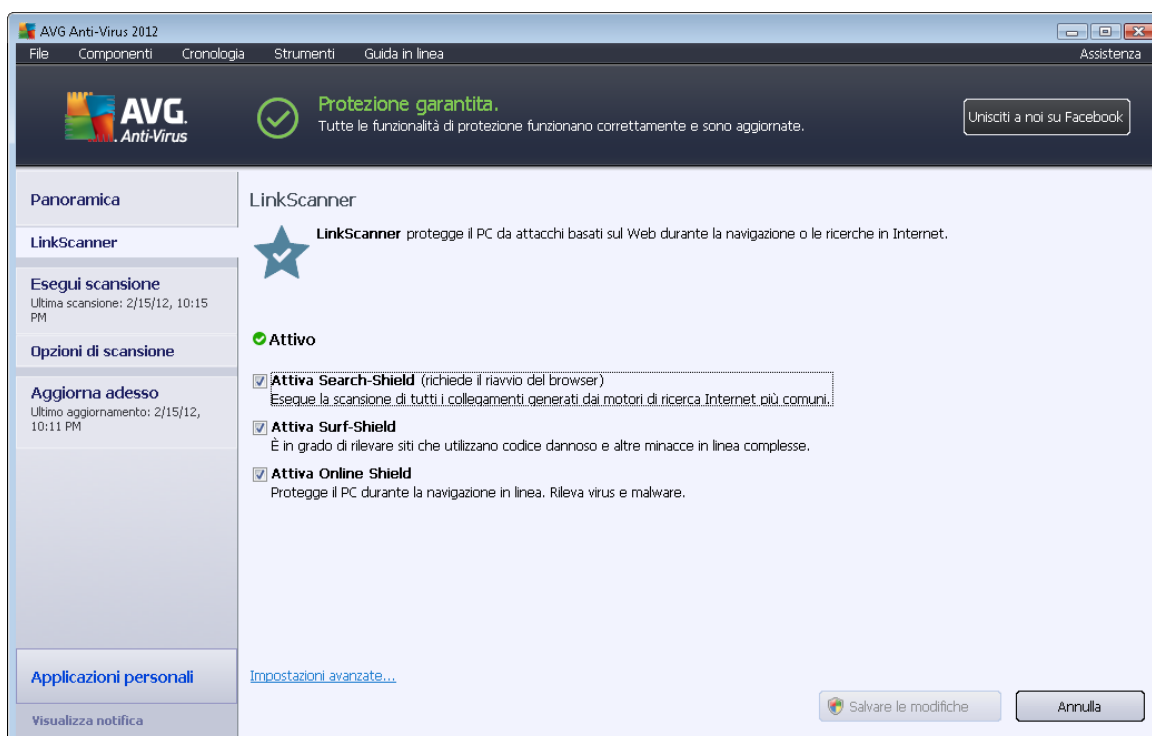 AVG Anti-Virus 2012
File Componenti Cronologia Strumenti Guida in linea Assistenza
AVG.
Anti-Virus
Protezione garantita.
Tutte le funzionalità di protezione funzionano correttamente e sono aggiornate.
Unisciti a noi su Facebook
Panoramica
LinkScanner
Esegui scansione
Ultima scansione: 2/15/12, 10:15
PM
Opzioni di scansione
Aggiorna adesso
Ultimo aggiornamento: 2/15/12,
10:11 PM
Applicazioni personali
Visualizza notifica
LinkScanner
LinkScanner protegge il PC da attacchi basati sul Web durante la navigazione o le ricerche in Internet.
Attivo
Attiva Search-Shield (richiede il riavvio del browser)
Esegue la scansione di tutti i collegamenti generati dai motori di ricerca Internet più comuni.
Attiva Surf-Shield
È in grado di rilevare siti che utilizzano codice dannoso e altre minacce in linea complesse.
Attiva Online Shield
Protegge il PC durante la navigazione in linea. Rileva virus e malware.
Impostazioni avanzate...
Salvare le modifiche
Annulla